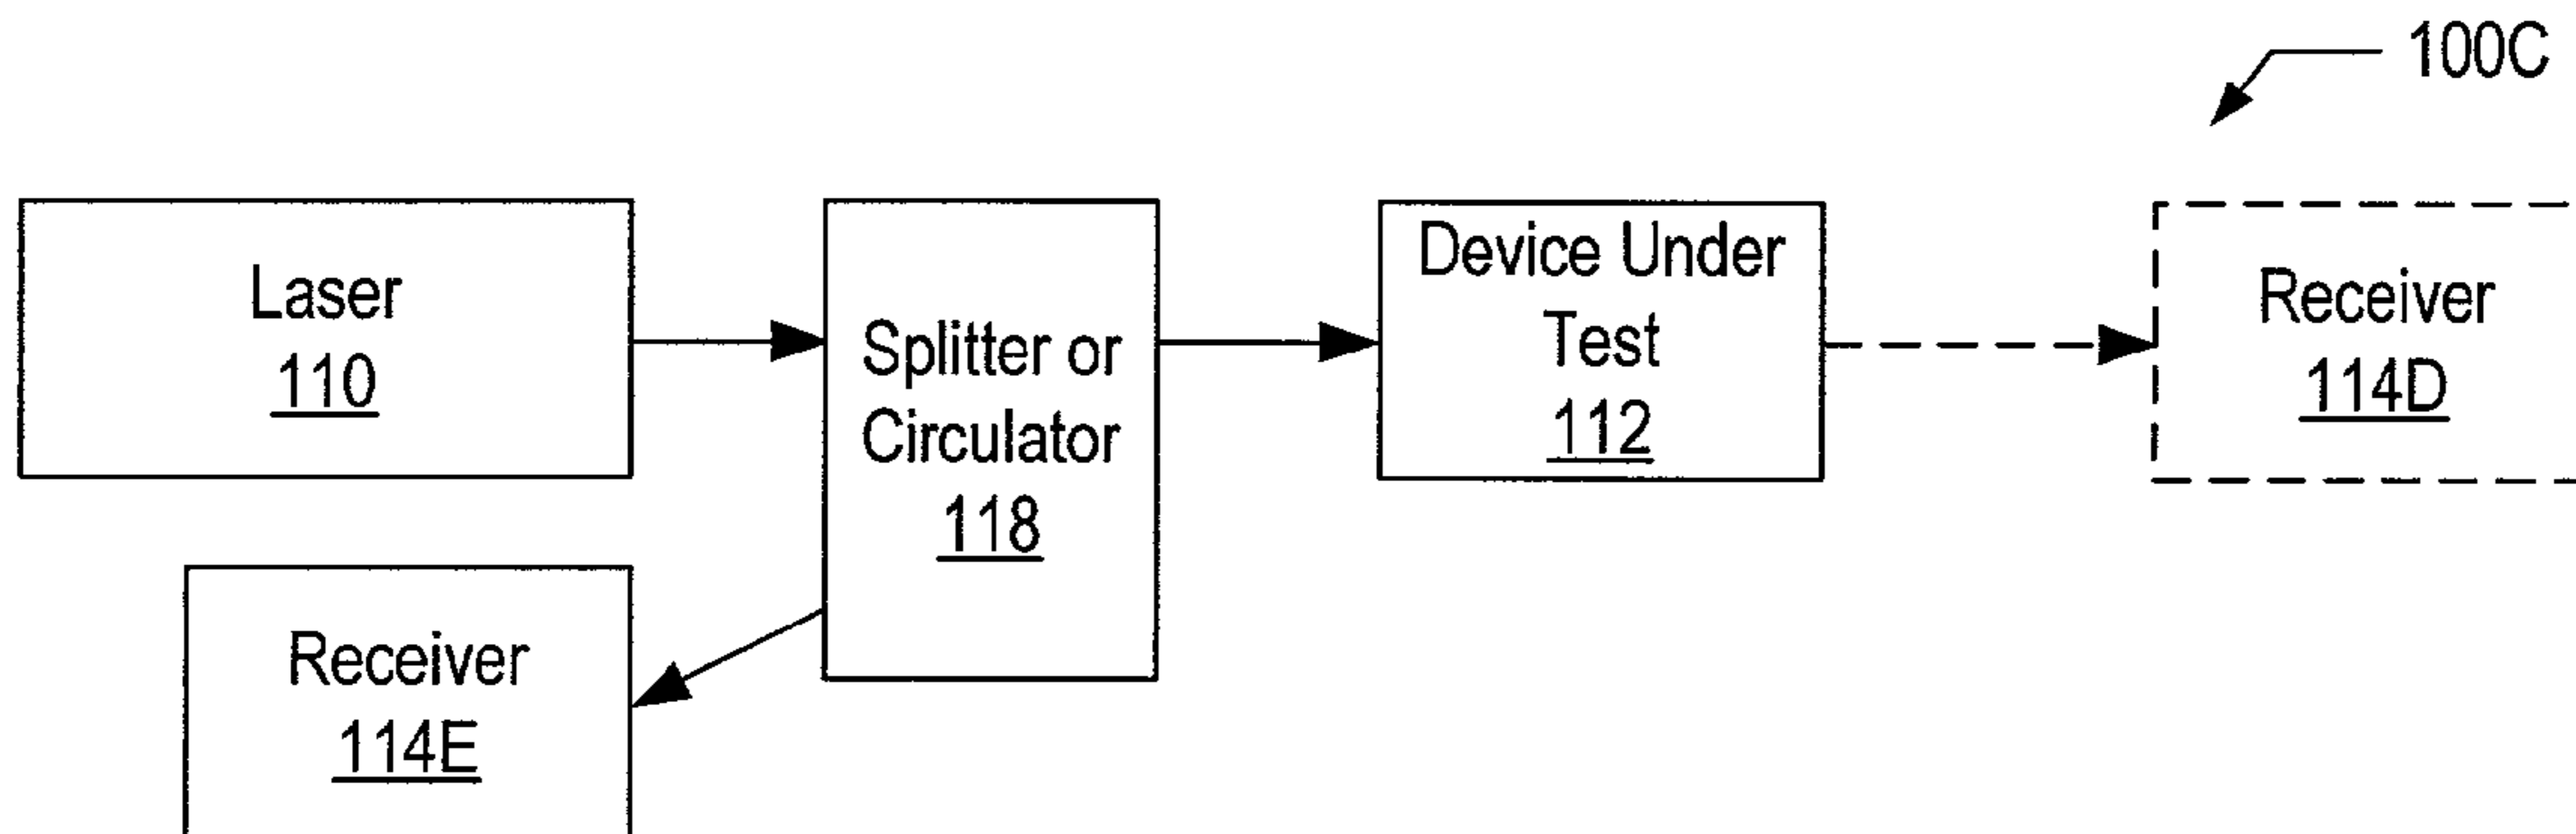 100C
Laser
110
Splitter or
Circulator
118
Device Under
Test
112
Receiver
114D
Receiver
114E